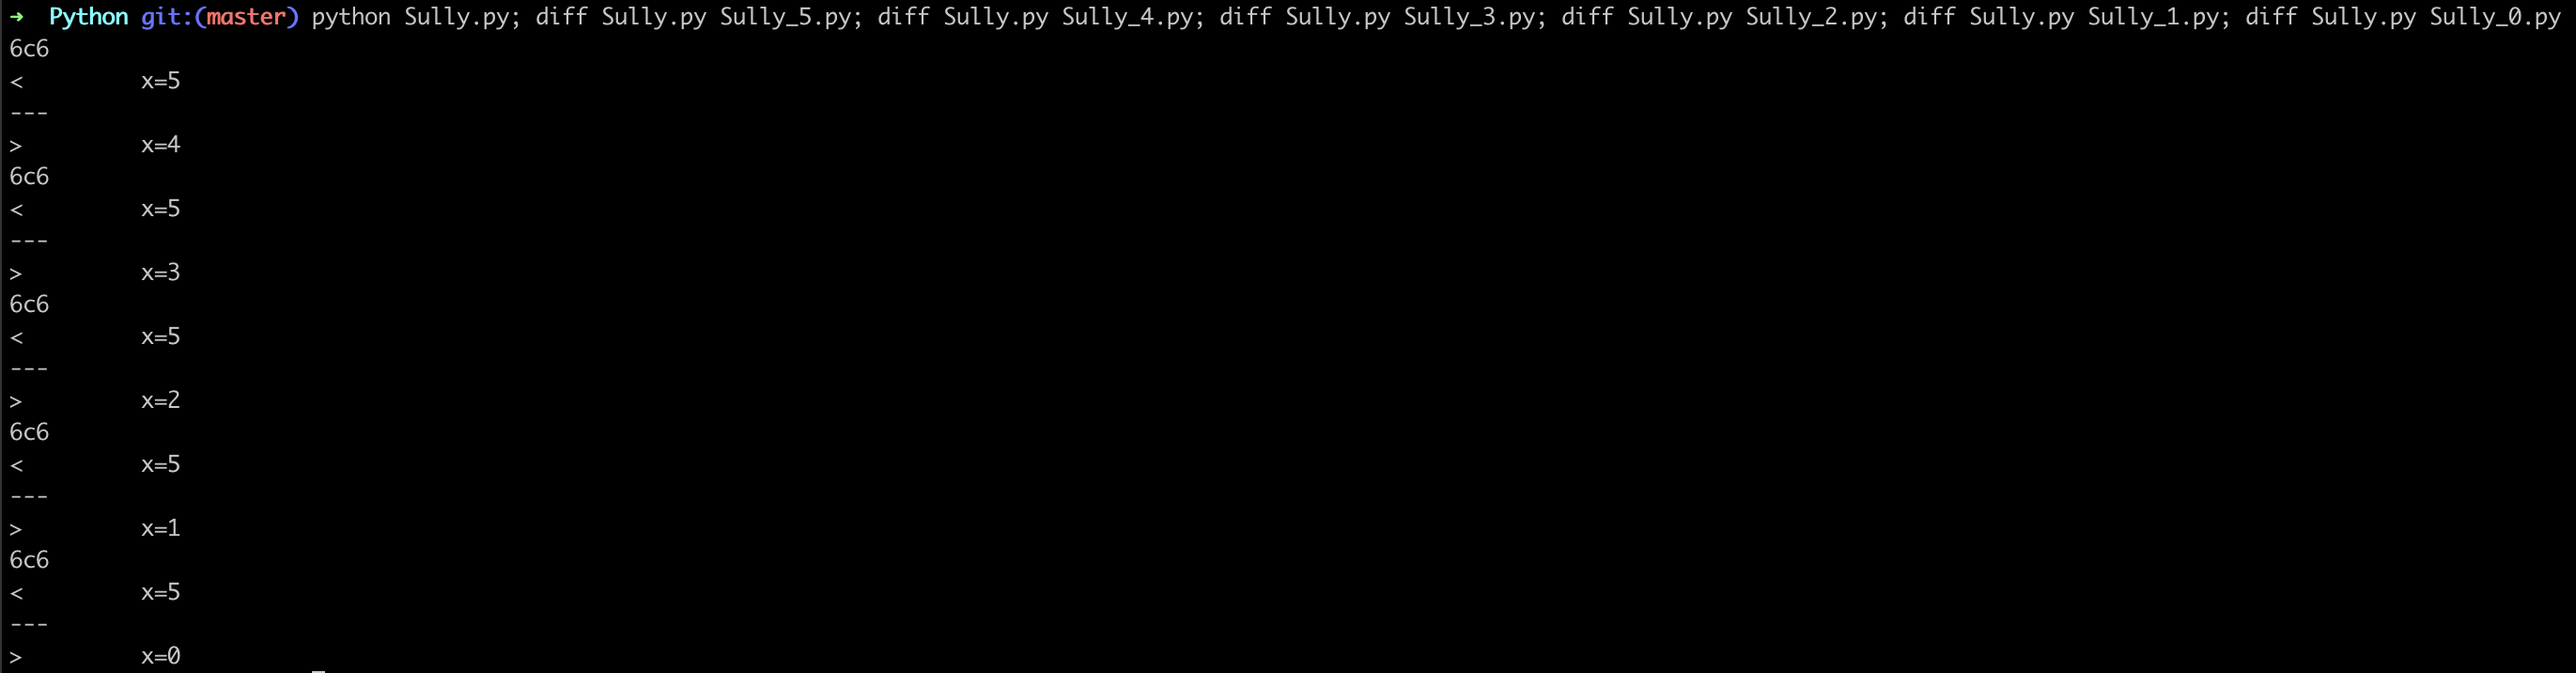 ➜  Python git:(master) python Sully.py; diff Sully.py Sully_5.py; diff Sully.py Sully_4.py; diff Sully.py Sully_3.py; diff Sully.py Sully_2.py; diff Sully.py Sully_1.py; diff Sully.py Sully_0.py
6c6
<         x=5
---
>         x=4
6c6
<         x=5
---
>         x=3
6c6
<         x=5
---
>         x=2
6c6
<         x=5
---
>         x=1
6c6
<         x=5
---
>         x=0